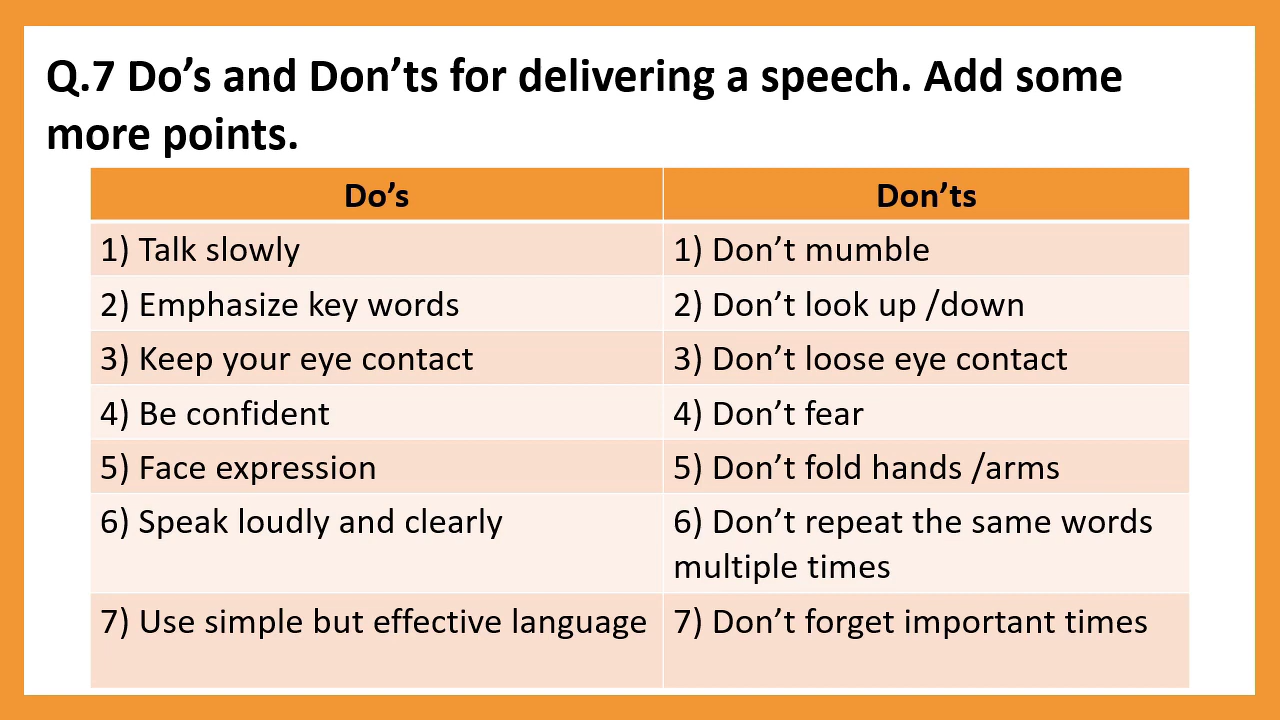 Q.7 Do’s and Don’ts for delivering a speech. Add some
more points.
Do’s
Don’ts
1) Talk slowly
1) Don’t mumble
2) Emphasize key words
2) Don’t look up /down
3) Keep your eye contact
3) Don’t loose eye contact
4) Be confident
4) Don’t fear
5) Face expression
5) Don’t fold hands /arms
6) Speak loudly and clearly
6) Don’t repeat the same words
multiple times
7) Use simple but effective language
7) Don’t forget important times